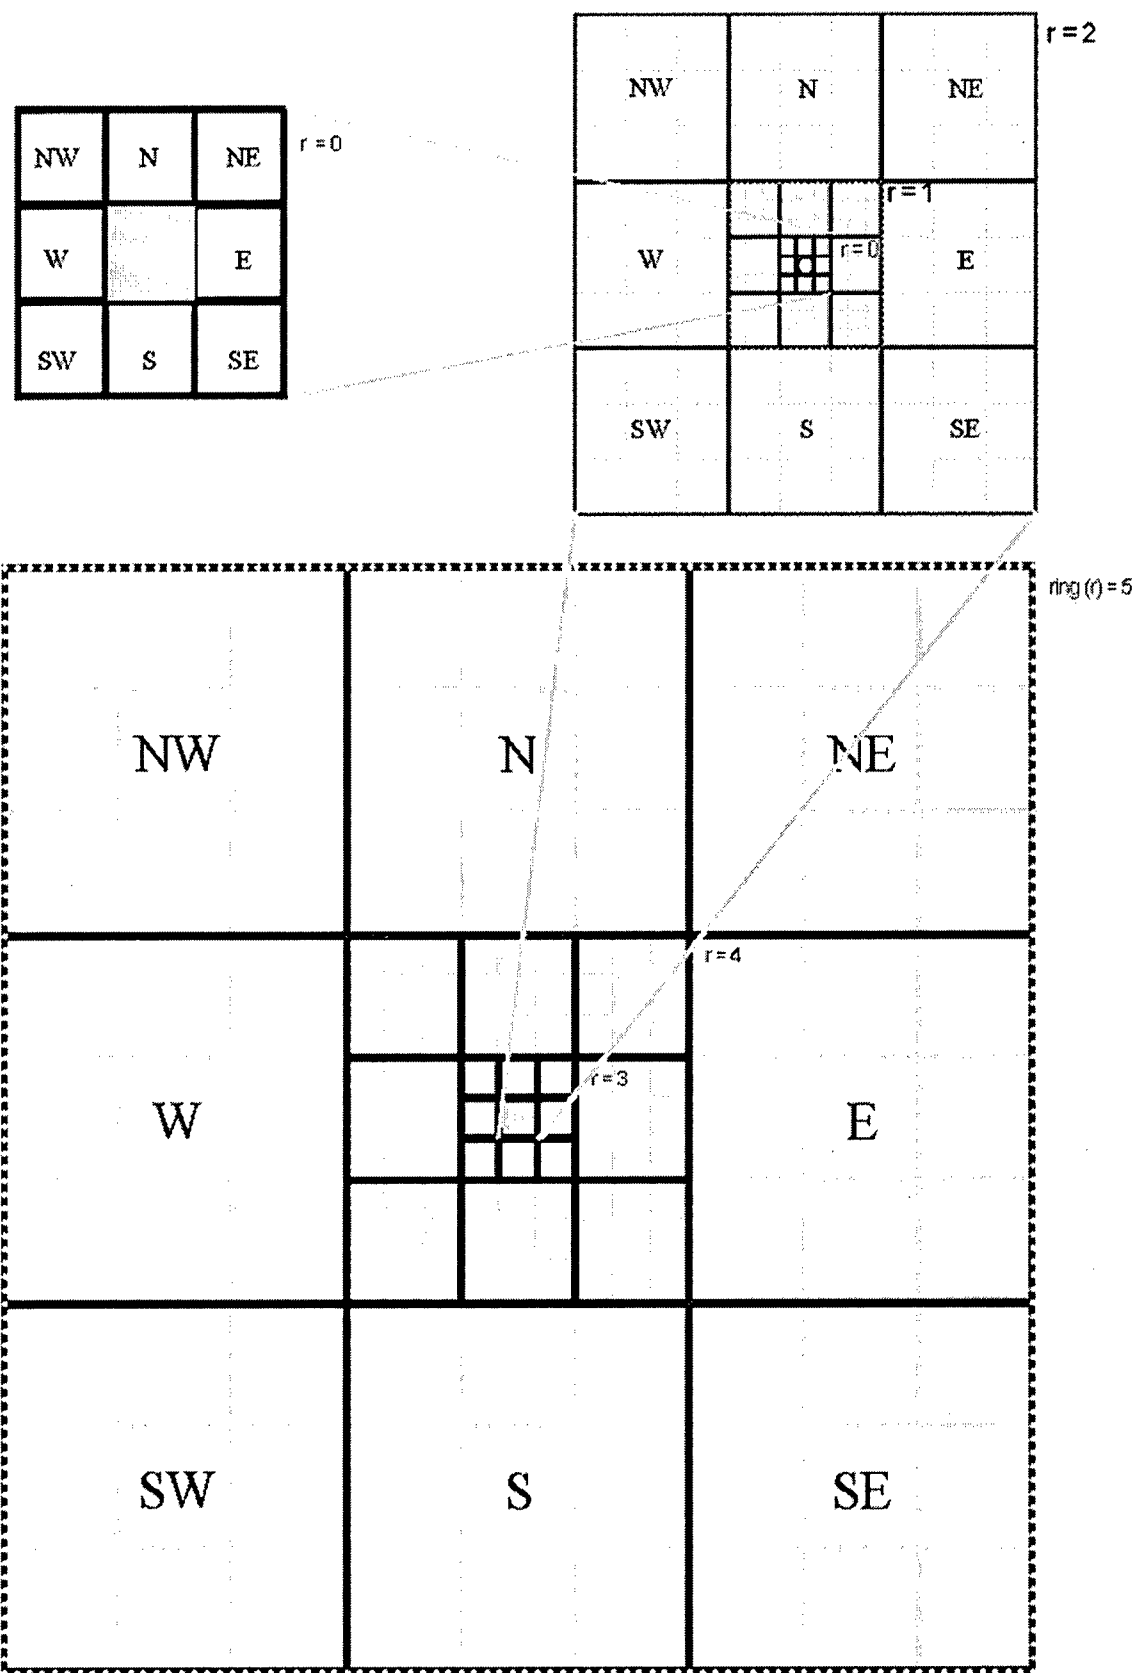 r = 2
NW N NE
r = 0
NW N NE
r = 1
W E
r = 0
W E
SW S SE
SW S SE
ring (r) = 5
NW N NE
r = 4
r = 3
W E
SW S SE